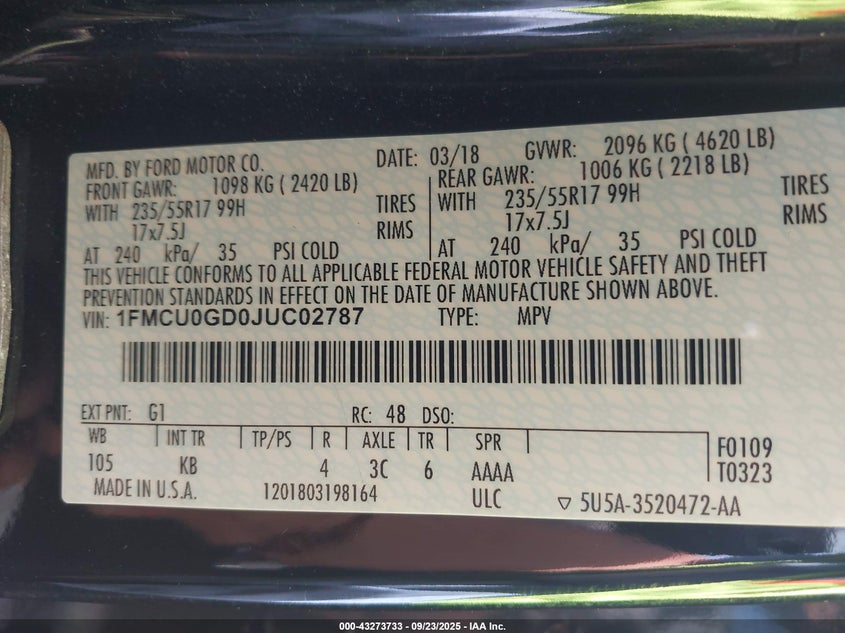 MFD. BY FORD MOTOR CO. DATE: 03/18 GVWR: 2096 KG ( 4620 LB)
FRONT GAWR: 1098 KG ( 2420 LB) REAR GAWR: 1006 KG ( 2218 LB)
WITH 235/55R17 99H TIRES WITH 235/55R17 99H TIRES
17x7.5J RIMS 17x7.5J RIMS
AT 240 kPa/ 35 PSI COLD AT 240 kPa/ 35 PSI COLD
THIS VEHICLE CONFORMS TO ALL APPLICABLE FEDERAL MOTOR VEHICLE SAFETY AND THEFT
PREVENTION STANDARDS IN EFFECT ON THE DATE OF MANUFACTURE SHOWN ABOVE.
VIN: 1FMCU0GD0JUC02787 TYPE: MPV
EXT PNT: G1 RC: 48 DSO:
WB INT TR TP/PS R AXLE TR SPR F0109
105 KB 4 3C 6 AAAA T0323
MADE IN U.S.A. 1201803198164 ULC ▽ 5U5A-3520472-AA
000-43273733 - 09/23/2025 - IAA Inc.